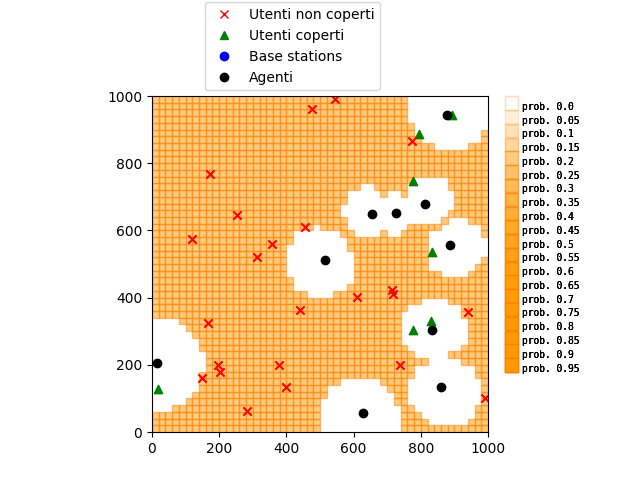 Utenti non coperti
Utenti coperti
Base stations
Agenti
1000
800
600
400
200
0
0
200
400
600
800
1000
prob. 0.0
prob. 0.05
prob. 0.1
prob. 0.15
prob. 0.2
prob. 0.25
prob. 0.3
prob. 0.35
prob. 0.4
prob. 0.45
prob. 0.5
prob. 0.55
prob. 0.6
prob. 0.65
prob. 0.7
prob. 0.75
prob. 0.8
prob. 0.85
prob. 0.9
prob. 0.95